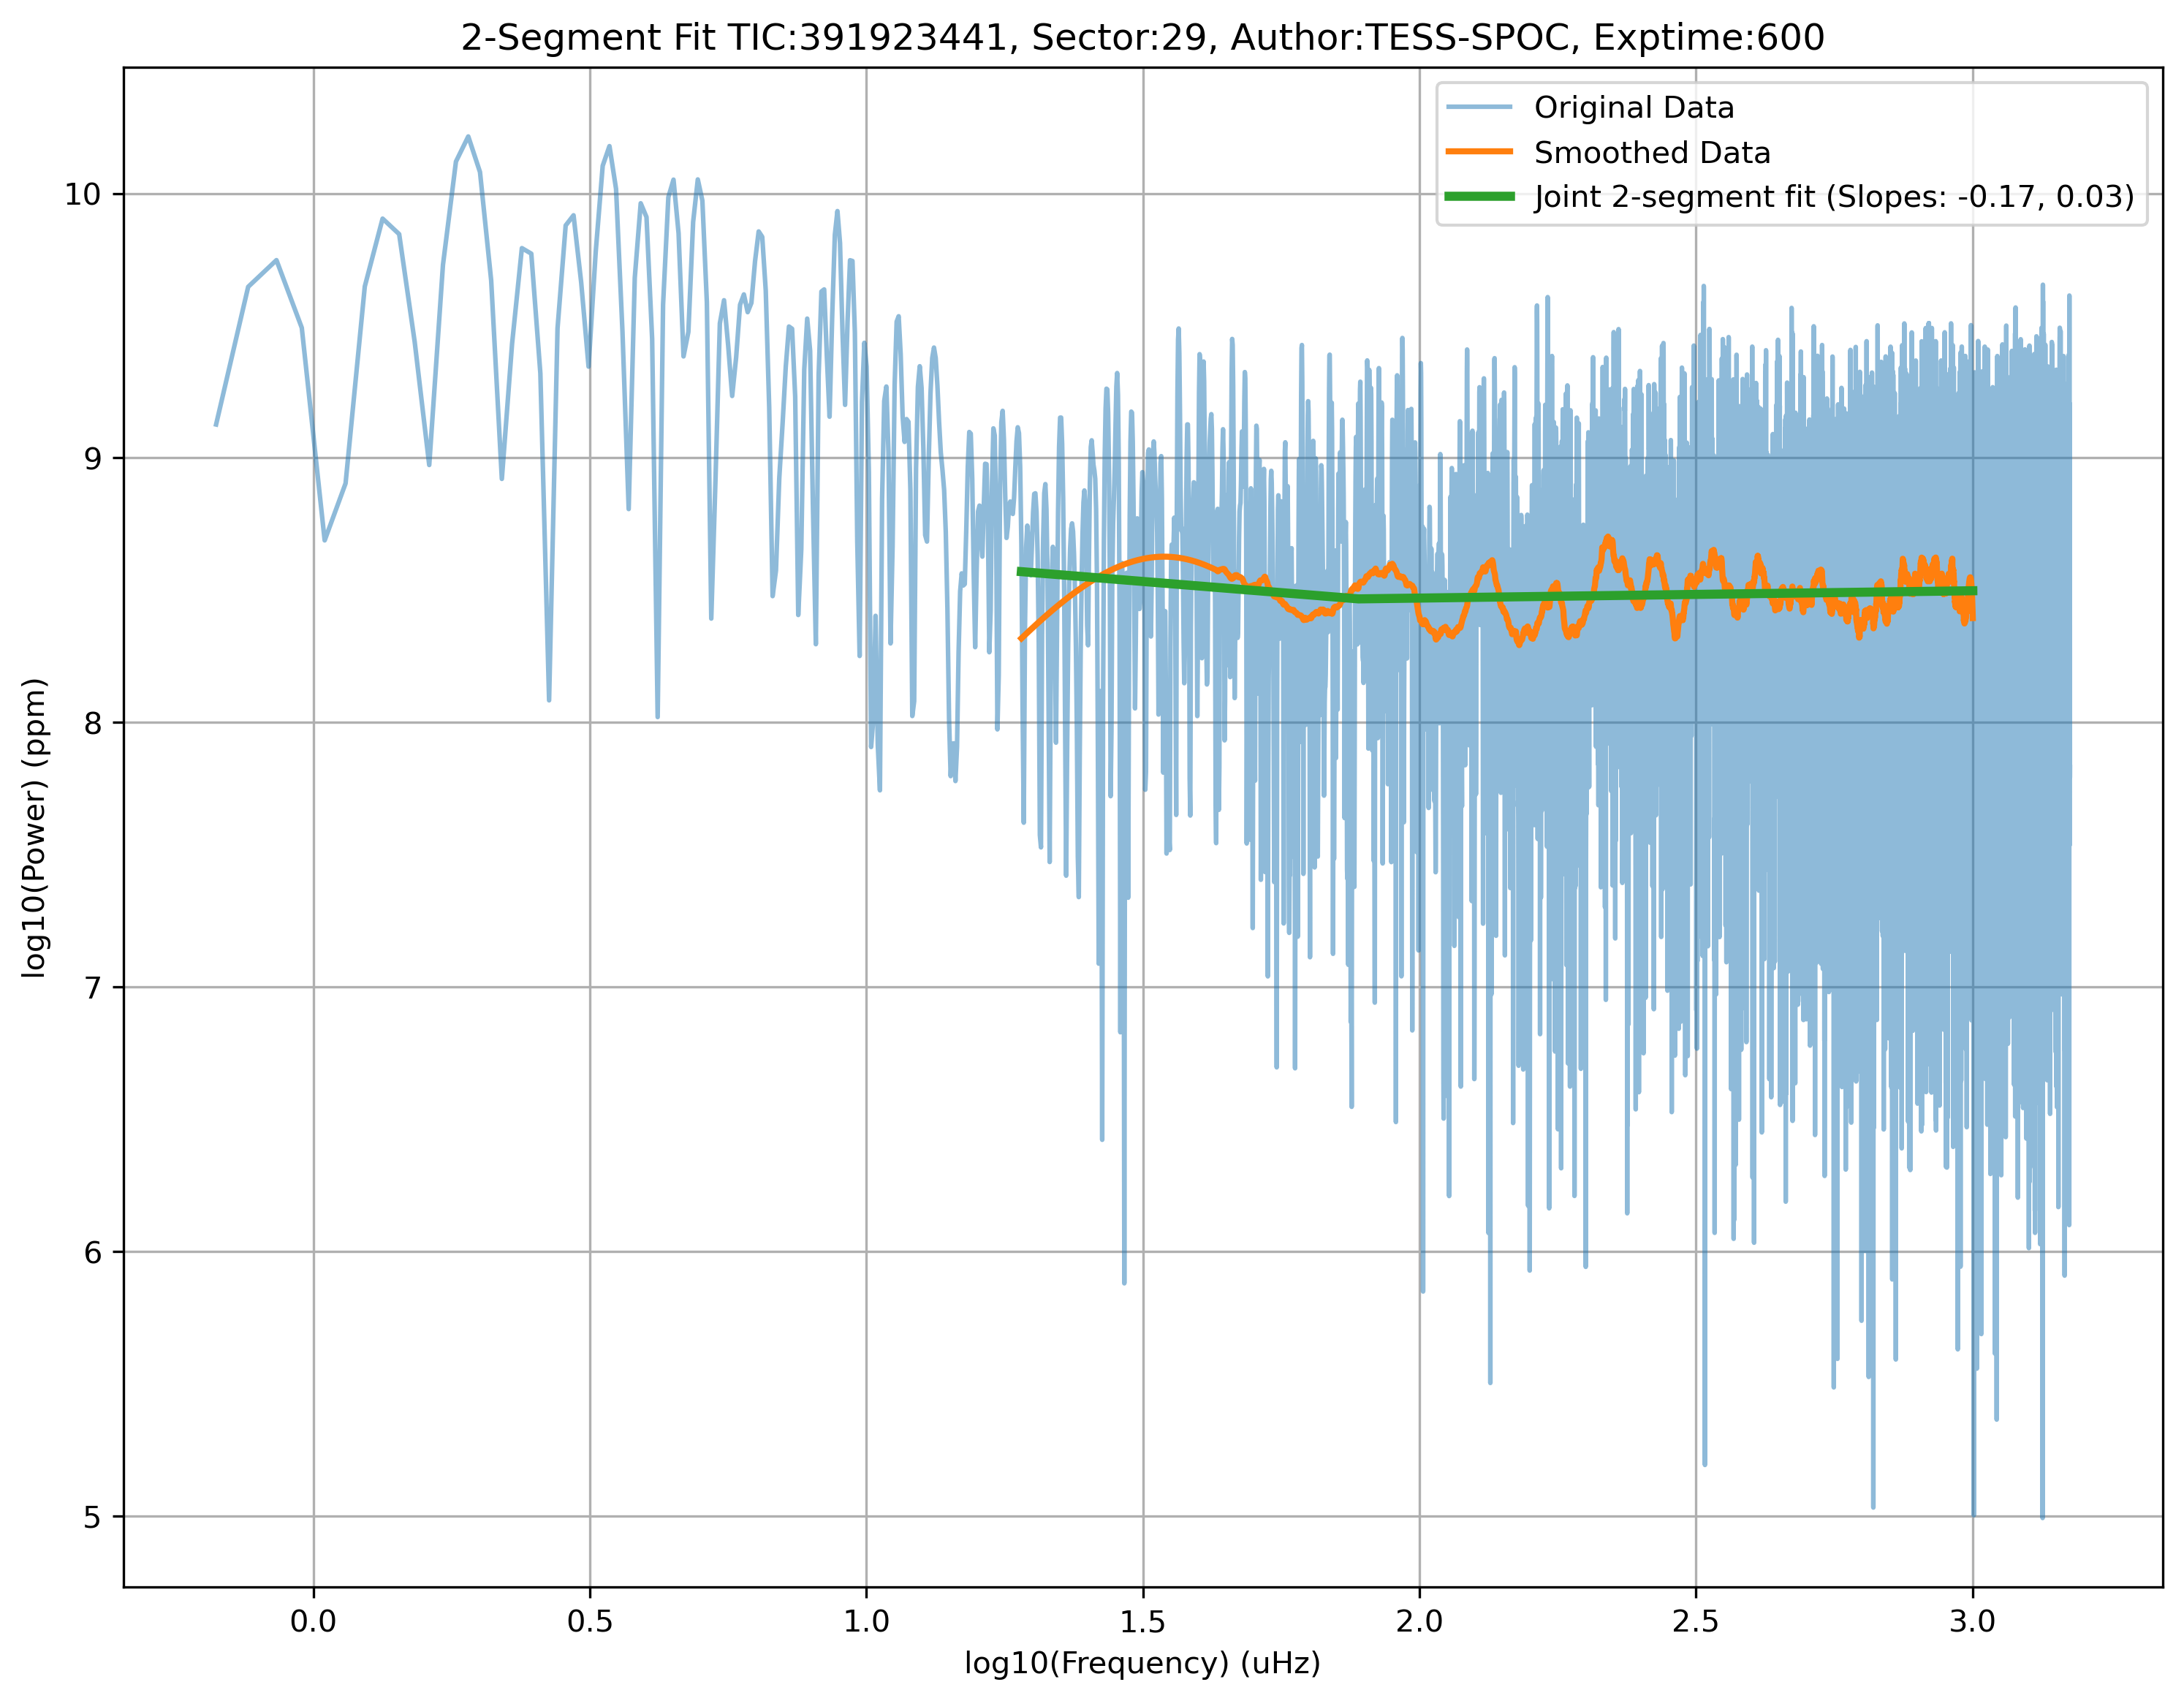 2-Segment Fit TIC:391923441, Sector:29, Author:TESS-SPOC, Exptime:600
Original Data
Smoothed Data
Joint 2-segment fit (Slopes: -0.17, 0.03)
log10(Power) (ppm)
10
9
8
7
6
5
0.0 0.5 1.0 1.5 2.0 2.5 3.0
log10(Frequency) (uHz)